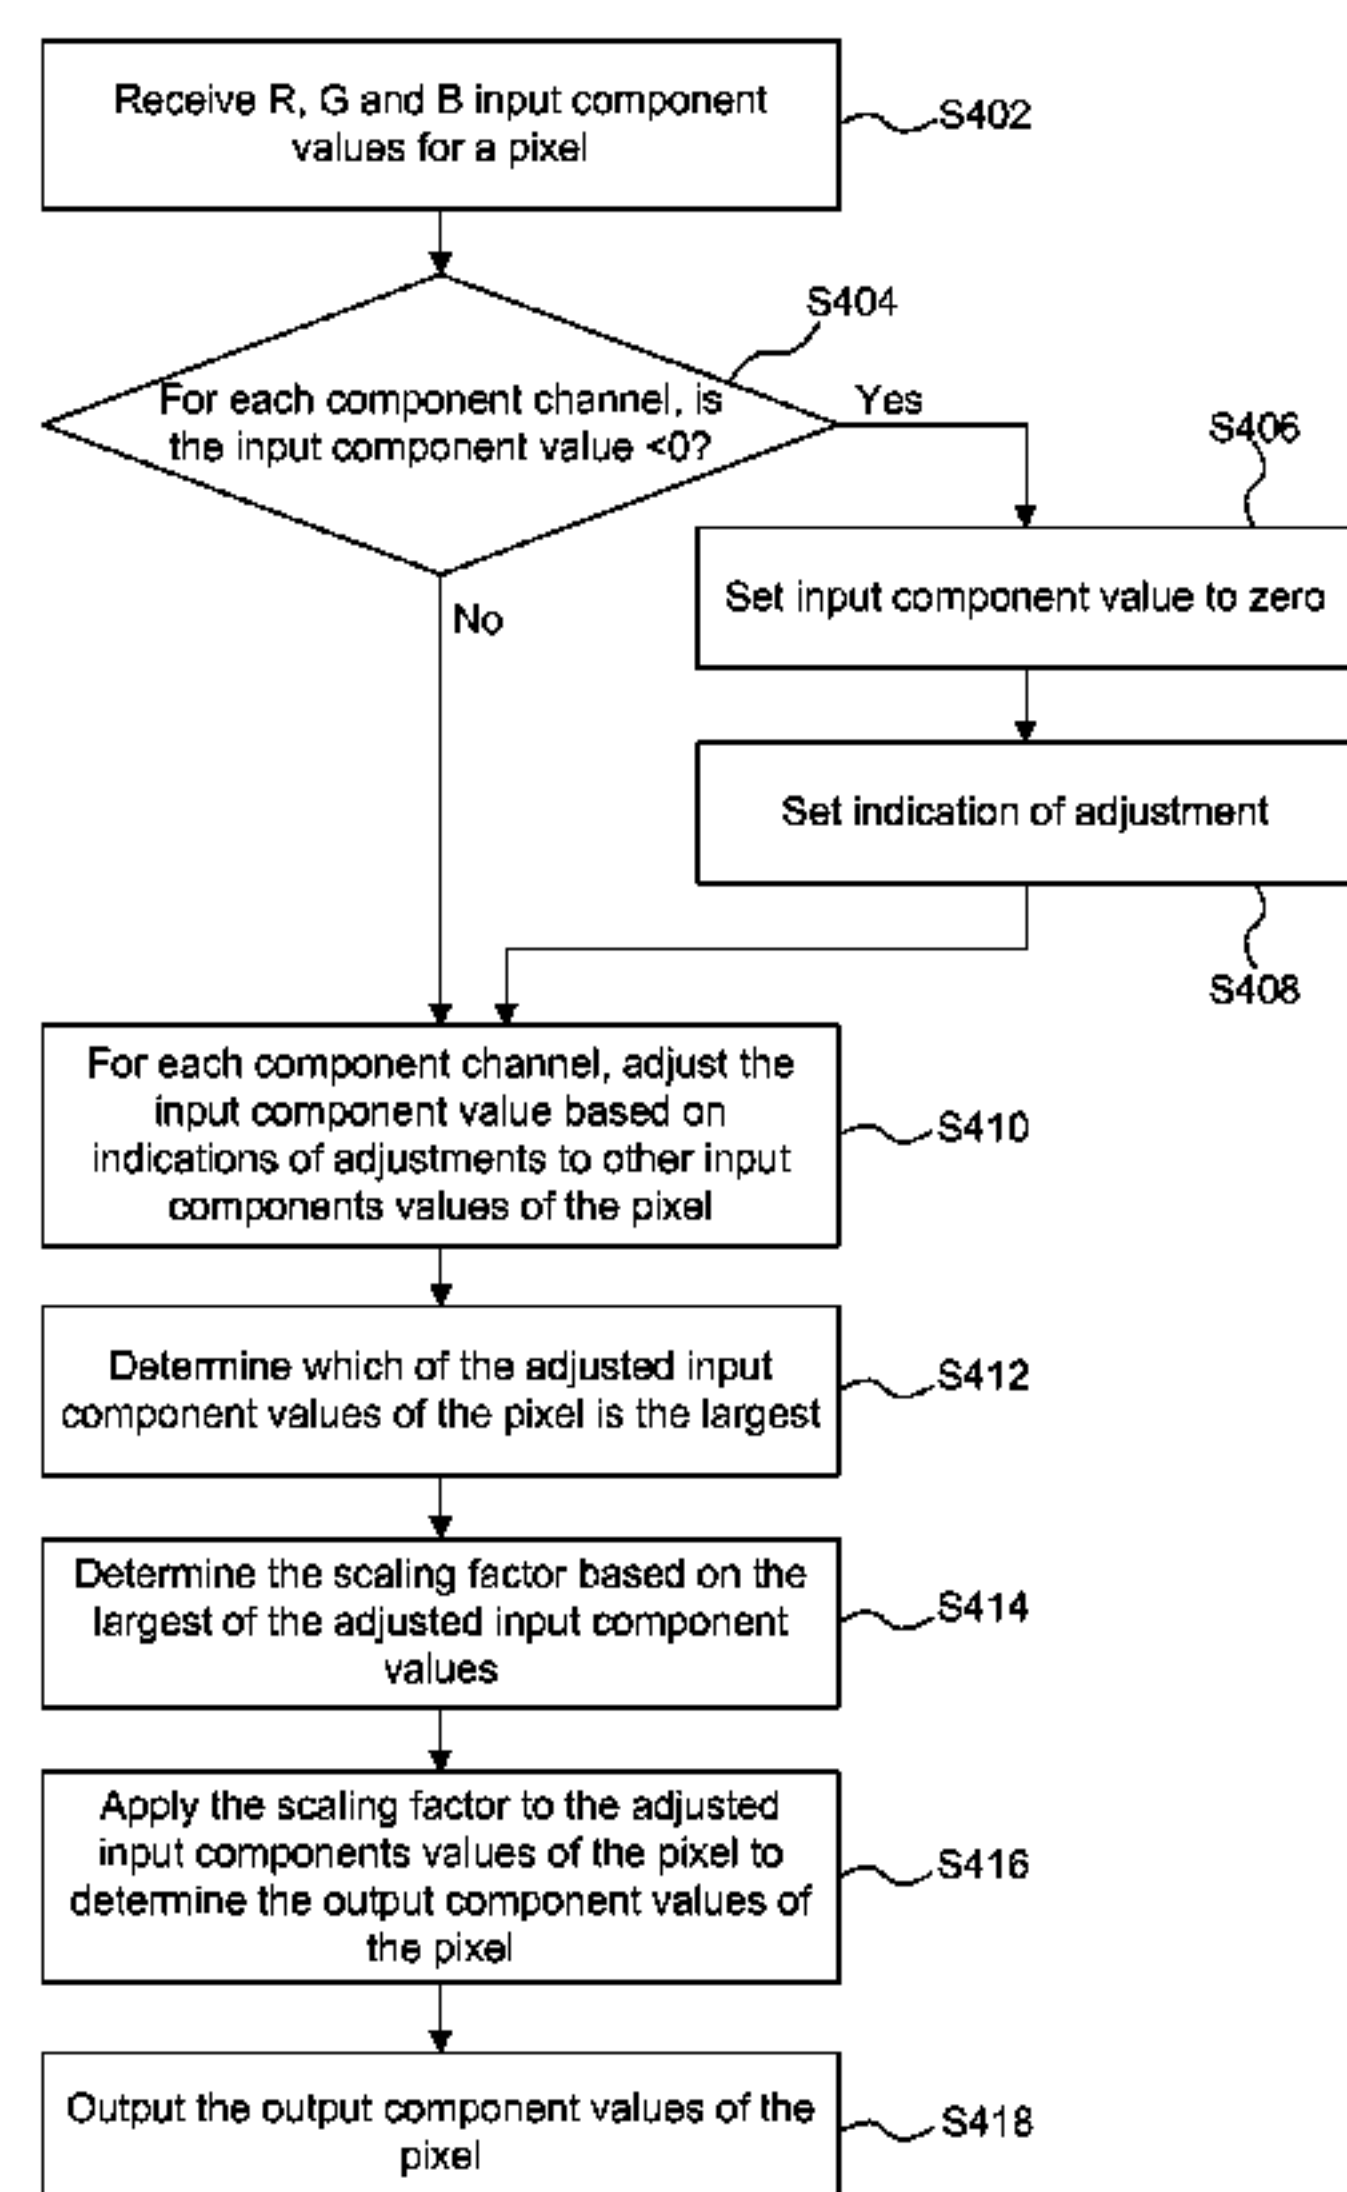 Receive R, G and B input component
values for a pixel
S402
S404
For each component channel, is
the input component value <0?
Yes
No
S406
Set input component value to zero
Set indication of adjustment
S408
For each component channel, adjust the
input component value based on
indications of adjustments to other input
components values of the pixel
S410
Determine which of the adjusted input
component values of the pixel is the largest
S412
Determine the scaling factor based on the
largest of the adjusted input component
values
S414
Apply the scaling factor to the adjusted
input components values of the pixel to
determine the output component values of
the pixel
S416
Output the output component values of the
pixel
S418